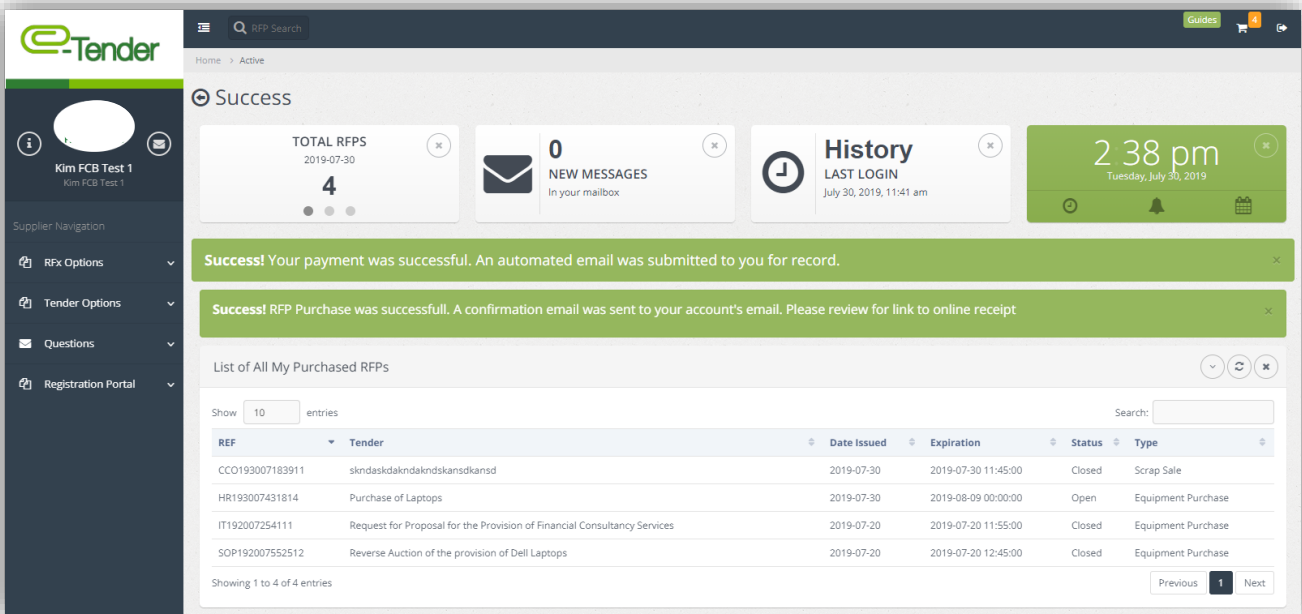 e-Tender
RFP Search
Guides
4
Home > Active
Success
Kim FCB Test 1
Kim FCB Test 1
Supplier Navigation
RFx Options
Tender Options
Questions
Registration Portal
TOTAL RFPS
2019-07-30
4
0
NEW MESSAGES
In your mailbox
History
LAST LOGIN
July 30, 2019, 11:41 am
2 38 pm
Tuesday, July 30, 2019
Success! Your payment was successful. An automated email was submitted to you for record.
Success! RFP Purchase was successfull. A confirmation email was sent to your account's email. Please review for link to online receipt
List of All My Purchased RFPs
Show 10 entries Search:
REF Tender Date Issued Expiration Status Type
CCO193007183911 skndaskdakndakndskansdkansd 2019-07-30 2019-07-30 11:45:00 Closed Scrap Sale
HR193007431814 Purchase of Laptops 2019-07-30 2019-08-09 00:00:00 Open Equipment Purchase
IT192007254111 Request for Proposal for the Provision of Financial Consultancy Services 2019-07-20 2019-07-20 11:55:00 Closed Equipment Purchase
SOP192007552512 Reverse Auction of the provision of Dell Laptops 2019-07-20 2019-07-20 12:45:00 Closed Equipment Purchase
Showing 1 to 4 of 4 entries Previous 1 Next